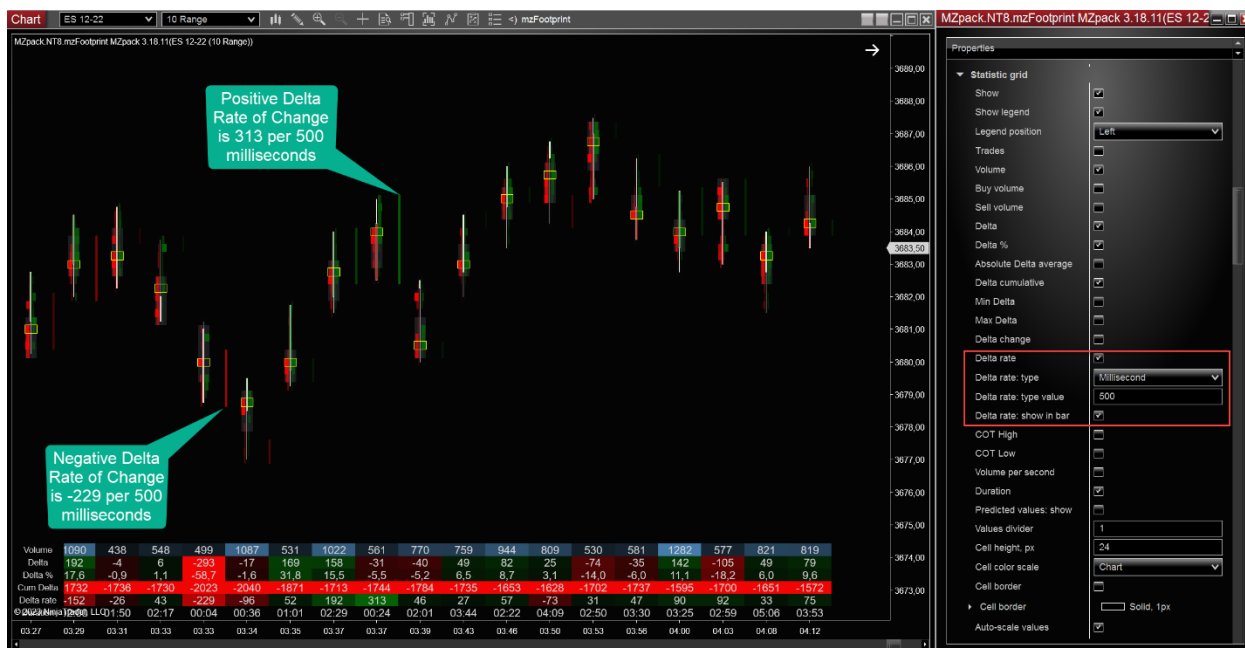 Chart ES 12-22 10 Range mzFootprint
MZpack.NT8.mzFootprint MZpack 3.18.11(ES 12-22 (10 Range))
Positive Delta
Rate of Change
is 313 per 500
milliseconds
Negative Delta
Rate of Change
is -229 per 500
milliseconds
3689,00
3688,00
3687,00
3686,00
3685,00
3684,00
3683,50
3683,00
3682,00
3681,00
3680,00
3679,00
3678,00
3677,00
3676,00
3675,00
3674,00
3673,00
Volume 1090 438 548 499 1087 531 1022 561 770 759 944 809 530 581 1282 577 821 819
Delta 192 -4 6 -293 -17 169 158 -31 -40 49 82 25 -74 -35 142 -105 49 79
Delta % 17,6 -0,9 1,1 -58,7 -1,6 31,8 15,5 -5,5 -5,2 6,5 8,7 3,1 -14,0 -6,0 11,1 -18,2 6,0 9,6
Cum Delta -1732 -1736 -1730 -2023 -2040 -1871 -1713 -1744 -1784 -1735 -1653 -1628 -1702 -1737 -1595 -1700 -1651 -1572
Delta rate -152 -26 43 -229 -96 52 192 313 46 27 57 -73 31 47 90 92 33 75
01:50 02:17 00:04 00:36 01:01 02:29 00:24 02:01 03:44 02:22 04:09 02:50 03:30 03:25 02:59 05:06 03:53
03:27 03:29 03:31 03:33 03:33 03:34 03:35 03:37 03:37 03:39 03:43 03:46 03:50 03:53 03:56 04:00 04:03 04:08 04:12
MZpack.NT8.mzFootprint MZpack 3.18.11(ES 12-2
Properties
Statistic grid
Show
Show legend
Legend position Left
Trades
Volume
Buy volume
Sell volume
Delta
Delta %
Absolute Delta average
Delta cumulative
Min Delta
Max Delta
Delta change
Delta rate
Delta rate: type Millisecond
Delta rate: type value 500
Delta rate: show in bar
COT High
COT Low
Volume per second
Duration
Predicted values: show
Values divider 1
Cell height, px 24
Cell color scale Chart
Cell border
Cell border Solid, 1px
Auto-scale values